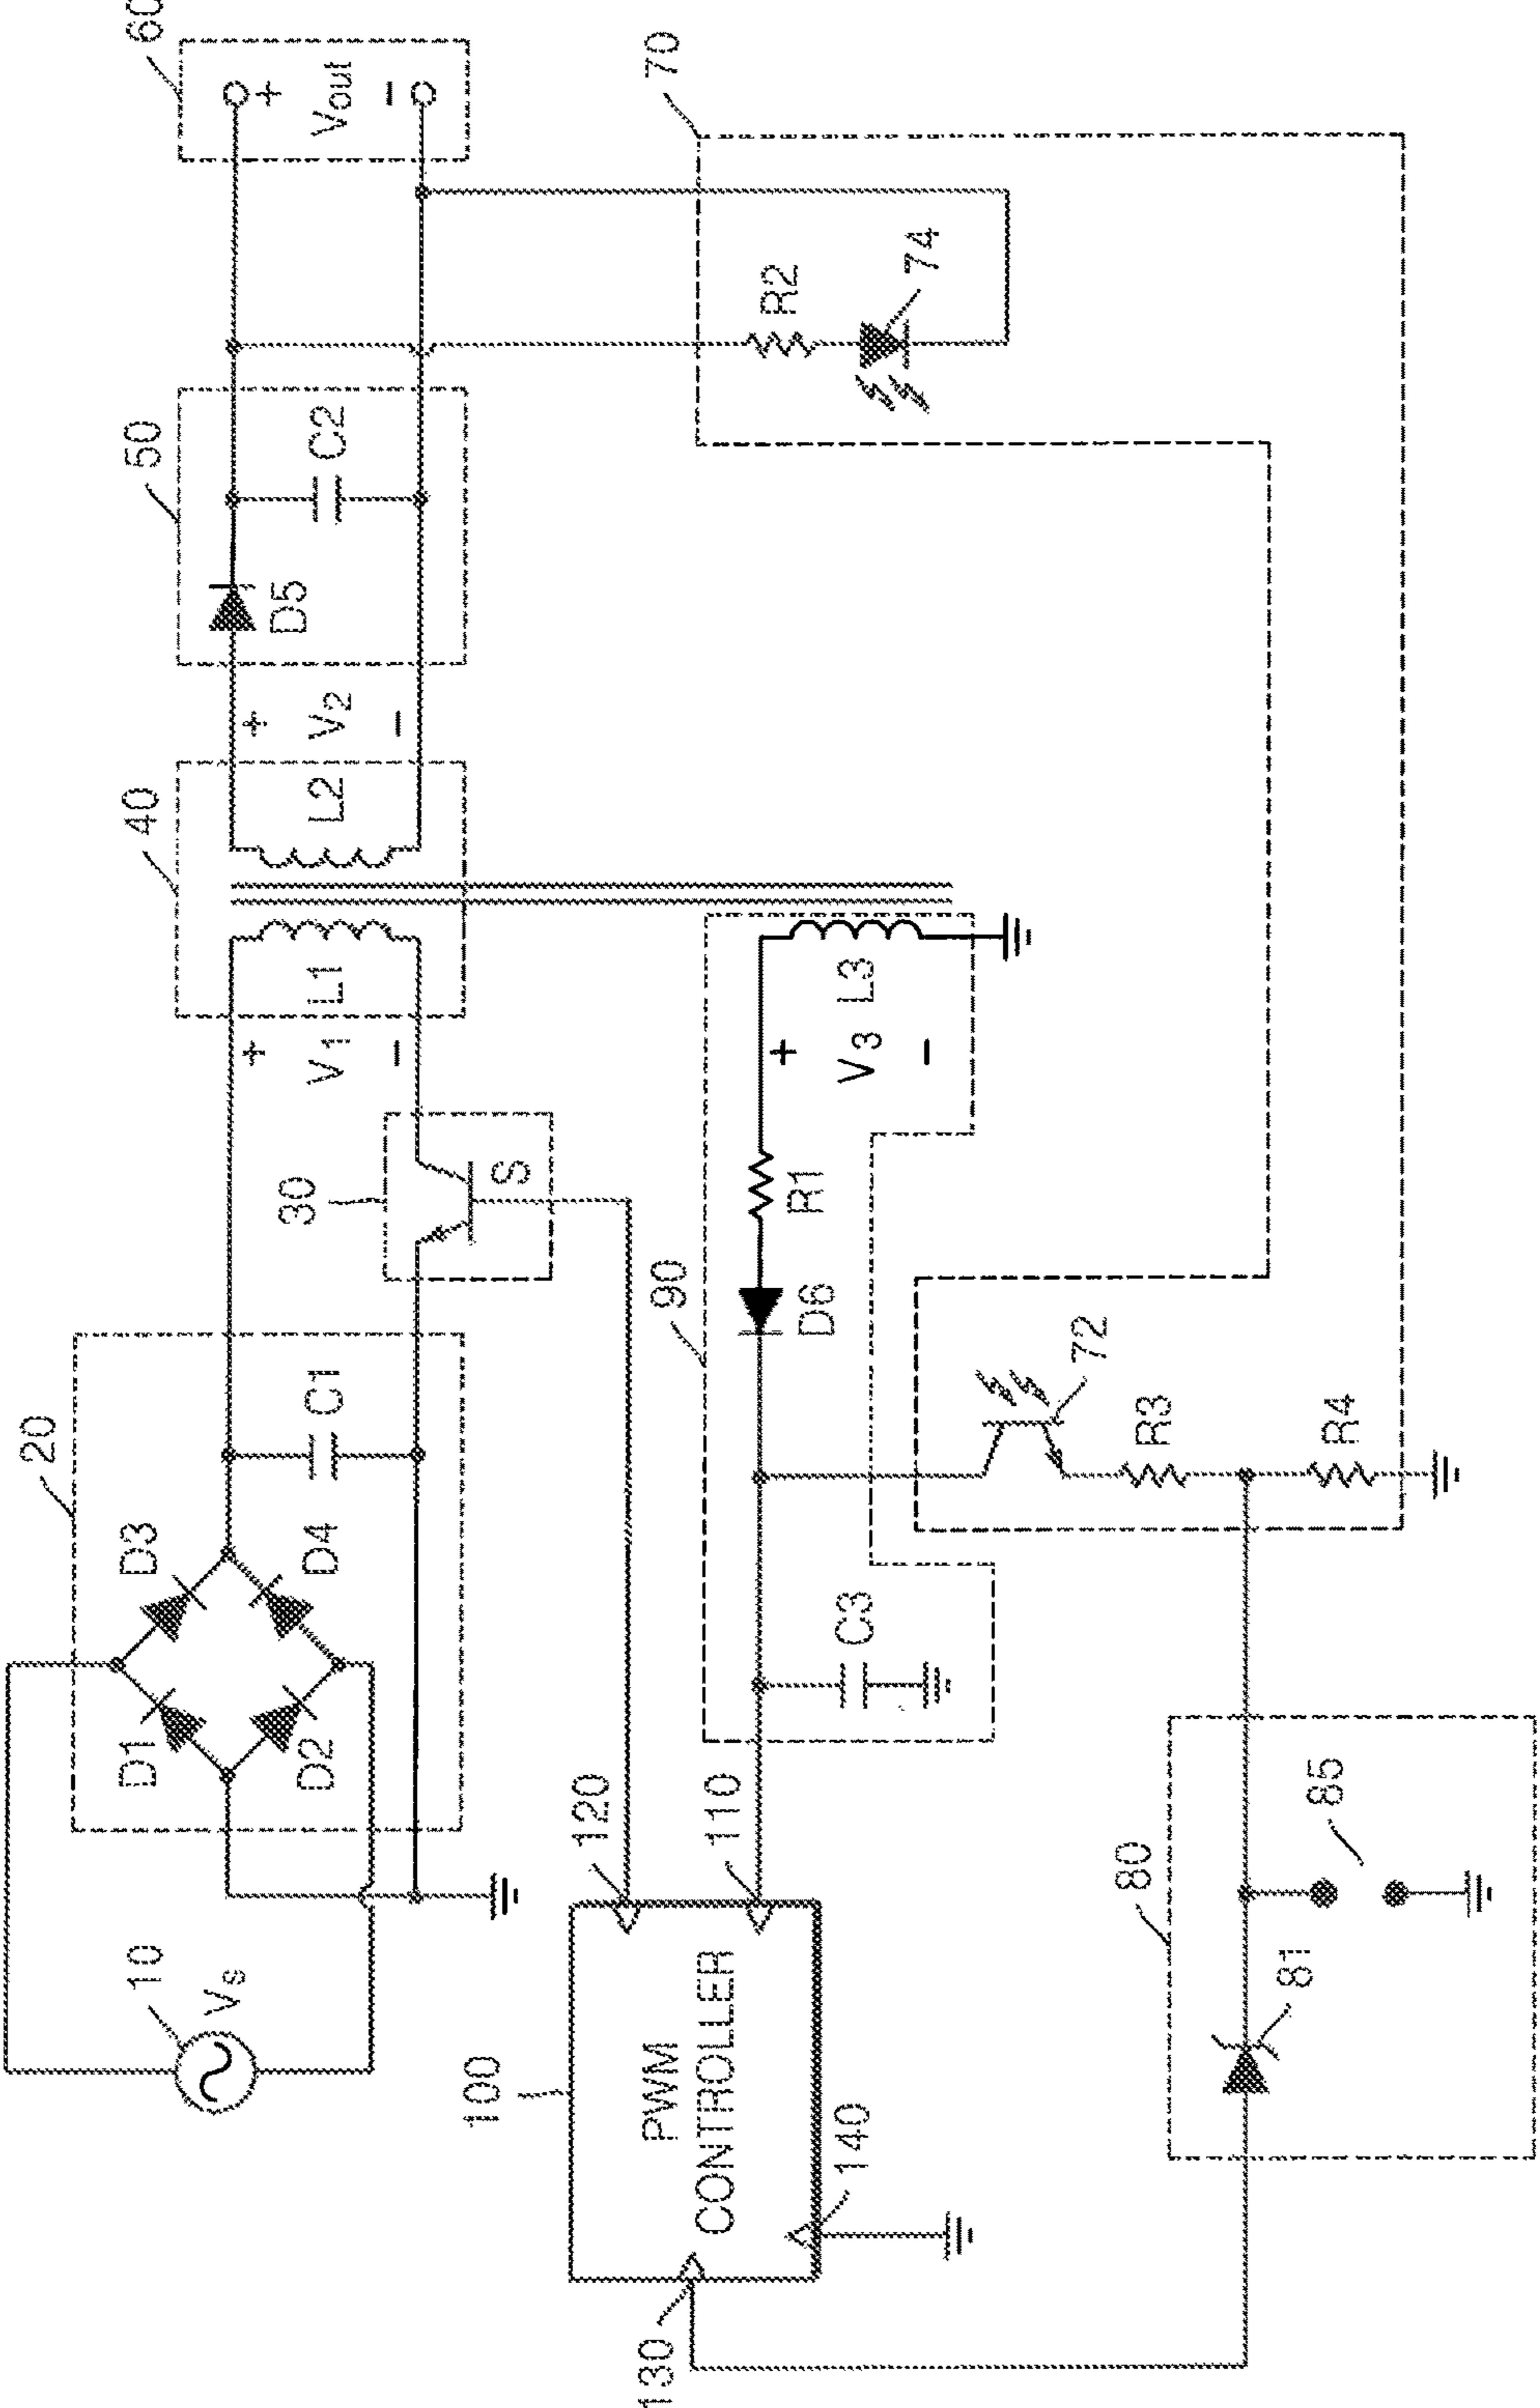 10
Vs
20
D1
D2
D3
D4
C1
30
S
+
V1
−
40
L1
L2
+
V2
−
50
D5
C2
60
+
Vout
−
100
PWM
CONTROLLER
120
110
130
140
90
C3
D6
R1
+
V3
−
L3
70
R2
74
72
R3
R4
80
81
85